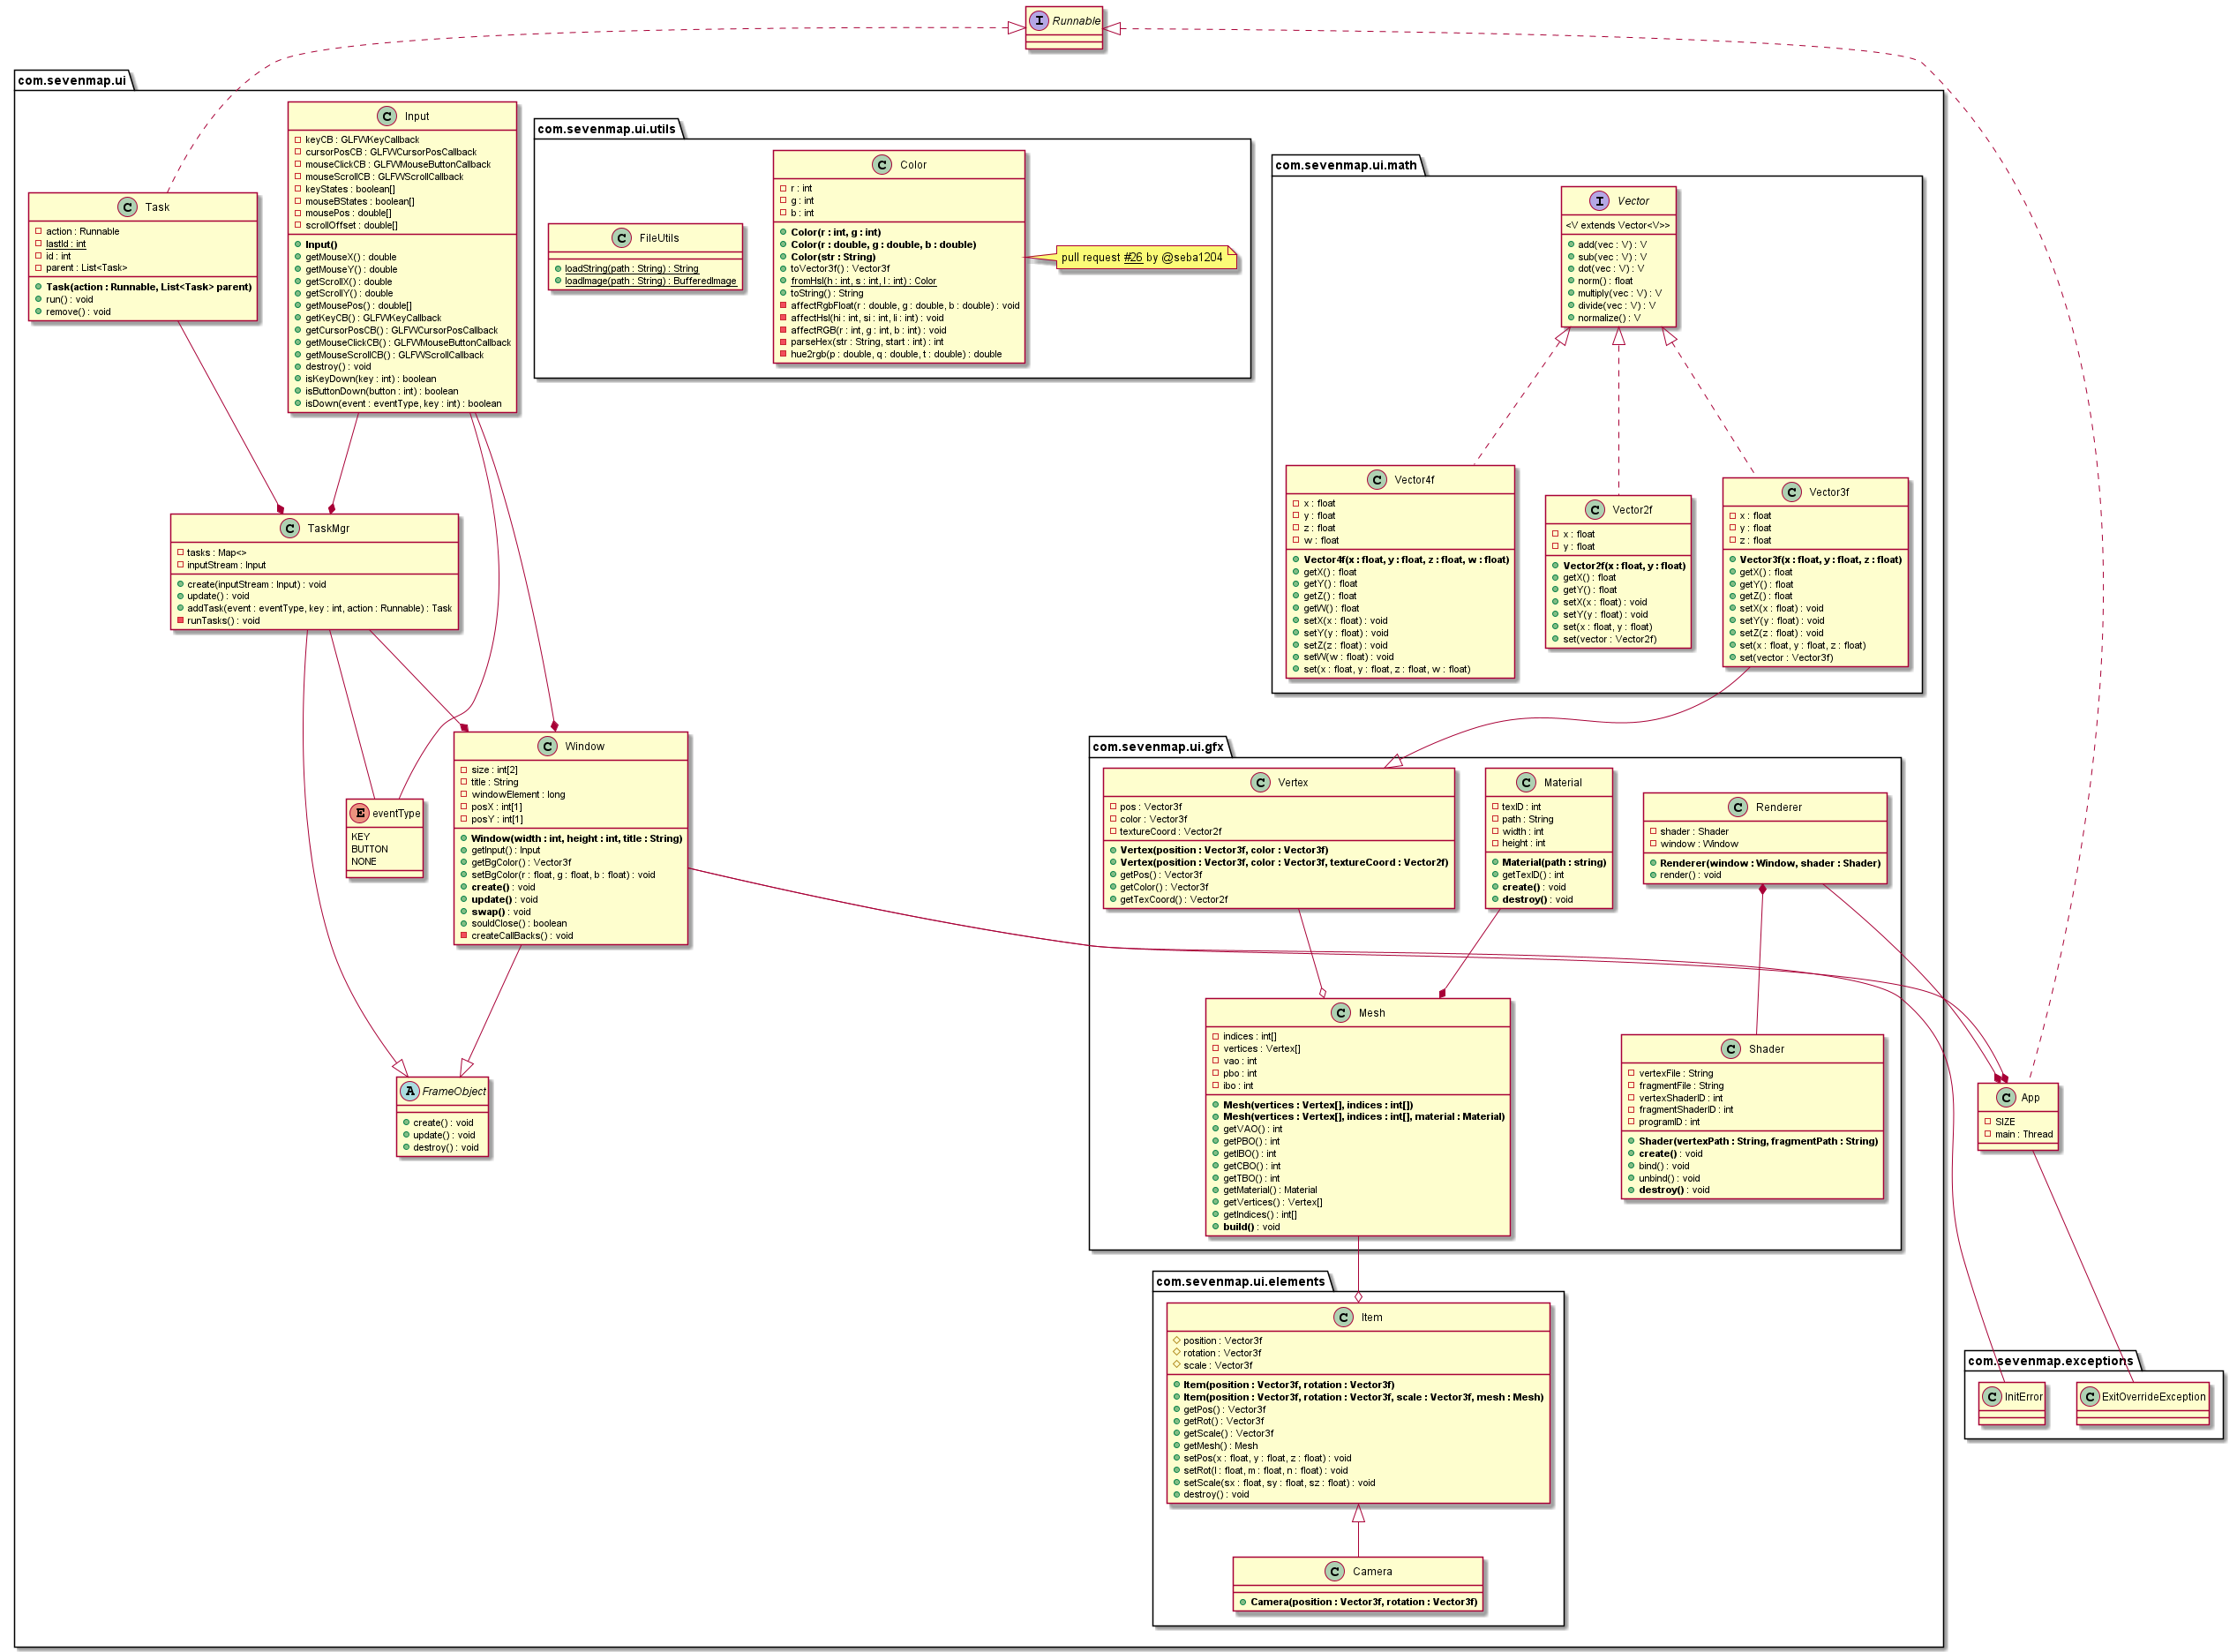 Runnable
com.sevenmap.ui
Task
action : Runnable
lastId : int
id : int
parent : List<Task>
Task(action : Runnable, List<Task> parent)
run() : void
remove() : void
Input
keyCB : GLFWKeyCallback
cursorPosCB : GLFWCursorPosCallback
mouseClickCB : GLFWMouseButtonCallback
mouseScrollCB : GLFWScrollCallback
keyStates : boolean[]
mouseBStates : boolean[]
mousePos : double[]
scrollOffset : double[]
Input()
getMouseX() : double
getMouseY() : double
getScrollX() : double
getScrollY() : double
getMousePos() : double[]
getKeyCB() : GLFWKeyCallback
getCursorPosCB() : GLFWCursorPosCallback
getMouseClickCB() : GLFWMouseButtonCallback
getMouseScrollCB() : GLFWScrollCallback
destroy() : void
isKeyDown(key : int) : boolean
isButtonDown(button : int) : boolean
isDown(event : eventType, key : int) : boolean
com.sevenmap.ui.utils
FileUtils
loadString(path : String) : String
loadImage(path : String) : BufferedImage
Color
r : int
g : int
b : int
Color(r : int, g : int)
Color(r : double, g : double, b : double)
Color(str : String)
toVector3f() : Vector3f
fromHsl(h : int, s : int, l : int) : Color
toString() : String
affectRgbFloat(r : double, g : double, b : double) : void
affectHsl(hi : int, si : int, li : int) : void
affectRGB(r : int, g : int, b : int) : void
parseHex(str : String, start : int) : int
hue2rgb(p : double, q : double, t : double) : double
pull request #26 by @seba1204
com.sevenmap.ui.math
Vector
<V extends Vector<V>>
add(vec : V) : V
sub(vec : V) : V
dot(vec : V) : V
norm() : float
multiply(vec : V) : V
divide(vec : V) : V
normalize() : V
Vector4f
x : float
y : float
z : float
w : float
Vector4f(x : float, y : float, z : float, w : float)
getX() : float
getY() : float
getZ() : float
getW() : float
setX(x : float) : void
setY(y : float) : void
setZ(z : float) : void
setW(w : float) : void
set(x : float, y : float, z : float, w : float)
Vector2f
x : float
y : float
Vector2f(x : float, y : float)
getX() : float
getY() : float
setX(x : float) : void
setY(y : float) : void
set(x : float, y : float)
set(vector : Vector2f)
Vector3f
x : float
y : float
z : float
Vector3f(x : float, y : float, z : float)
getX() : float
getY() : float
getZ() : float
setX(x : float) : void
setY(y : float) : void
setZ(z : float) : void
set(x : float, y : float, z : float)
set(vector : Vector3f)
TaskMgr
tasks : Map<>
inputStream : Input
create(inputStream : Input) : void
update() : void
addTask(event : eventType, key : int, action : Runnable) : Task
runTasks() : void
eventType
KEY
BUTTON
NONE
Window
size : int[2]
title : String
windowElement : long
posX : int[1]
posY : int[1]
Window(width : int, height : int, title : String)
getInput() : Input
getBgColor() : Vector3f
setBgColor(r : float, g : float, b : float) : void
create() : void
update() : void
swap() : void
souldClose() : boolean
createCallBacks() : void
FrameObject
create() : void
update() : void
destroy() : void
com.sevenmap.ui.gfx
Vertex
pos : Vector3f
color : Vector3f
textureCoord : Vector2f
Vertex(position : Vector3f, color : Vector3f)
Vertex(position : Vector3f, color : Vector3f, textureCoord : Vector2f)
getPos() : Vector3f
getColor() : Vector3f
getTexCoord() : Vector2f
Material
texID : int
path : String
width : int
height : int
Material(path : string)
getTexID() : int
create() : void
destroy() : void
Renderer
shader : Shader
window : Window
Renderer(window : Window, shader : Shader)
render() : void
Mesh
indices : int[]
vertices : Vertex[]
vao : int
pbo : int
ibo : int
Mesh(vertices : Vertex[], indices : int[])
Mesh(vertices : Vertex[], indices : int[], material : Material)
getVAO() : int
getPBO() : int
getIBO() : int
getCBO() : int
getTBO() : int
getMaterial() : Material
getVertices() : Vertex[]
getIndices() : int[]
build() : void
Shader
vertexFile : String
fragmentFile : String
vertexShaderID : int
fragmentShaderID : int
programID : int
Shader(vertexPath : String, fragmentPath : String)
create() : void
bind() : void
unbind() : void
destroy() : void
App
SIZE
main : Thread
com.sevenmap.ui.elements
Item
position : Vector3f
rotation : Vector3f
scale : Vector3f
Item(position : Vector3f, rotation : Vector3f)
Item(position : Vector3f, rotation : Vector3f, scale : Vector3f, mesh : Mesh)
getPos() : Vector3f
getRot() : Vector3f
getScale() : Vector3f
getMesh() : Mesh
setPos(x : float, y : float, z : float) : void
setRot(l : float, m : float, n : float) : void
setScale(sx : float, sy : float, sz : float) : void
destroy() : void
Camera
Camera(position : Vector3f, rotation : Vector3f)
com.sevenmap.exceptions
InitError
ExitOverrideException